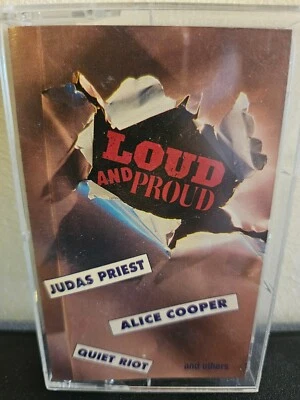 LOUD
AND PROUD
JUDAS PRIEST
ALICE COOPER
QUIET RIOT
and others